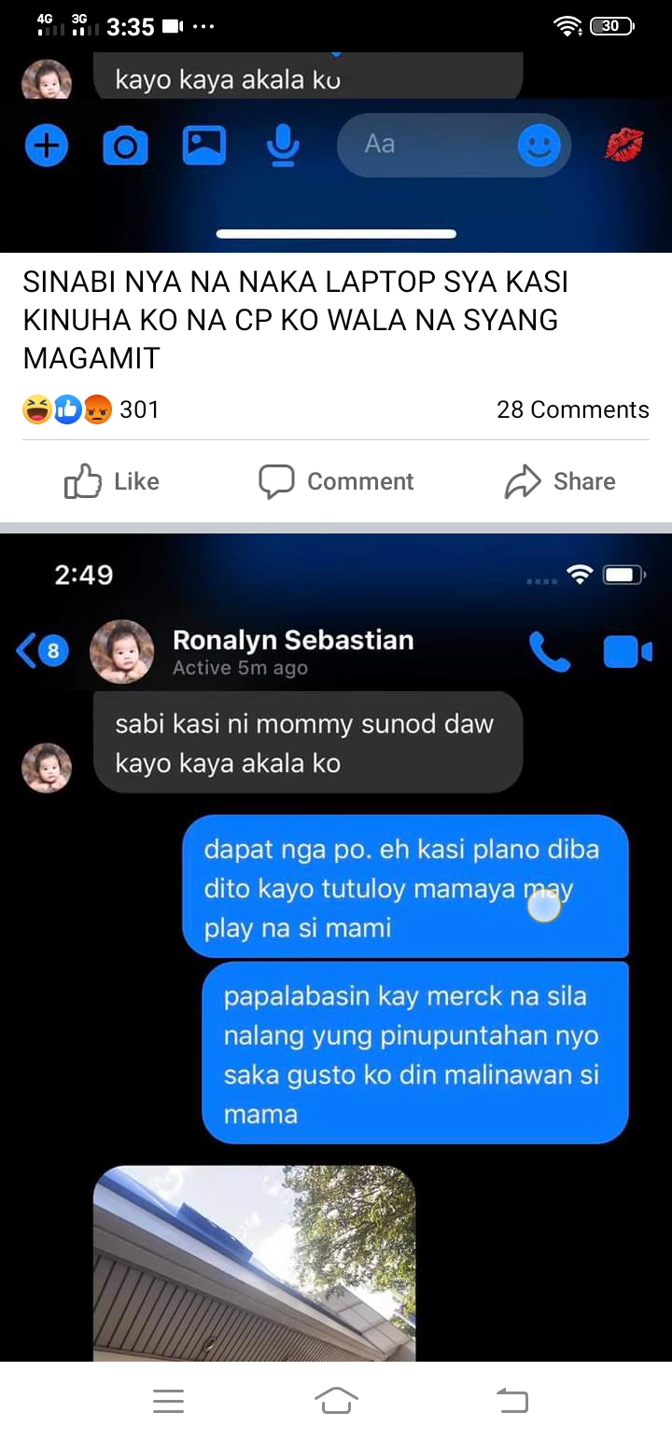 4G 3G 3:35 30
kayo kaya akala ko
Aa
SINABI NYA NA NAKA LAPTOP SYA KASI
KINUHA KO NA CP KO WALA NA SYANG
MAGAMIT
301 28 Comments
Like Comment Share
2:49
8 Ronalyn Sebastian
Active 5m ago
sabi kasi ni mommy sunod daw
kayo kaya akala ko
dapat nga po. eh kasi plano diba
dito kayo tutuloy mamaya may
play na si mami
papalabasin kay merck na sila
nalang yung pinupuntahan nyo
saka gusto ko din malinawan si
mama